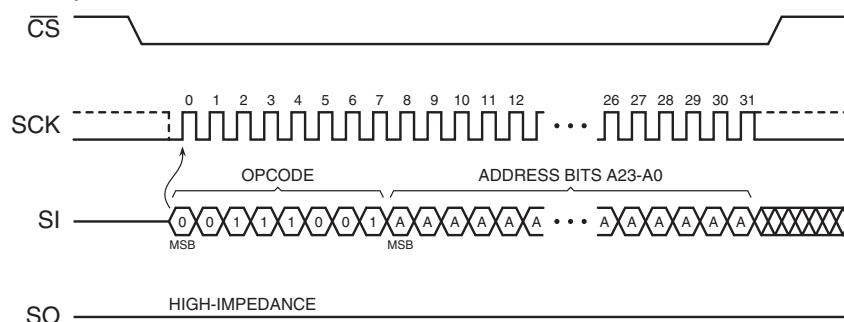 CS
SCK
0 1 2 3 4 5 6 7 8 9 10 11 12 26 27 28 29 30 31
OPCODE ADDRESS BITS A23-A0
SI
0 0 1 1 1 0 0 1 A A A A A A A A A A A A
MSB MSB
HIGH-IMPEDANCE
SO